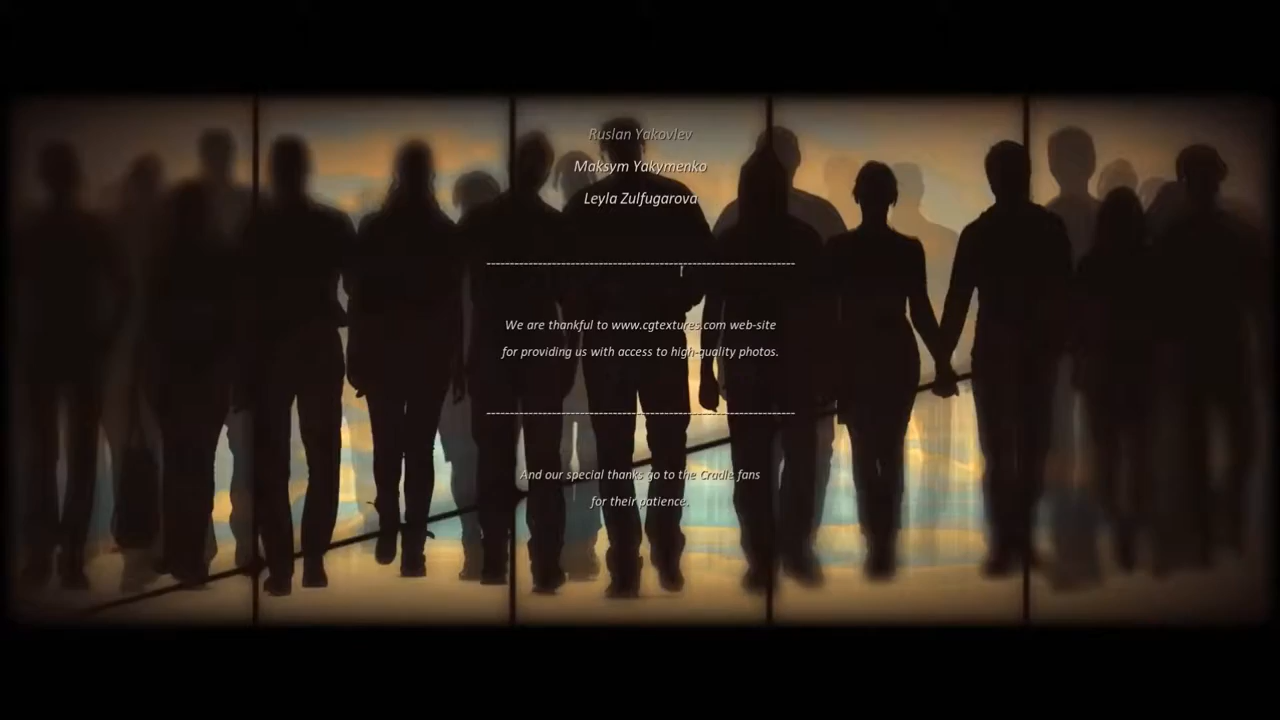 Ruslan Yakovlev
Maksym Yakymenko
Leyla Zulfugarova
We are thankful to www.cgtextures.com web-site
for providing us with access to high-quality photos.
And our special thanks go to the Cradle fans
for their patience.